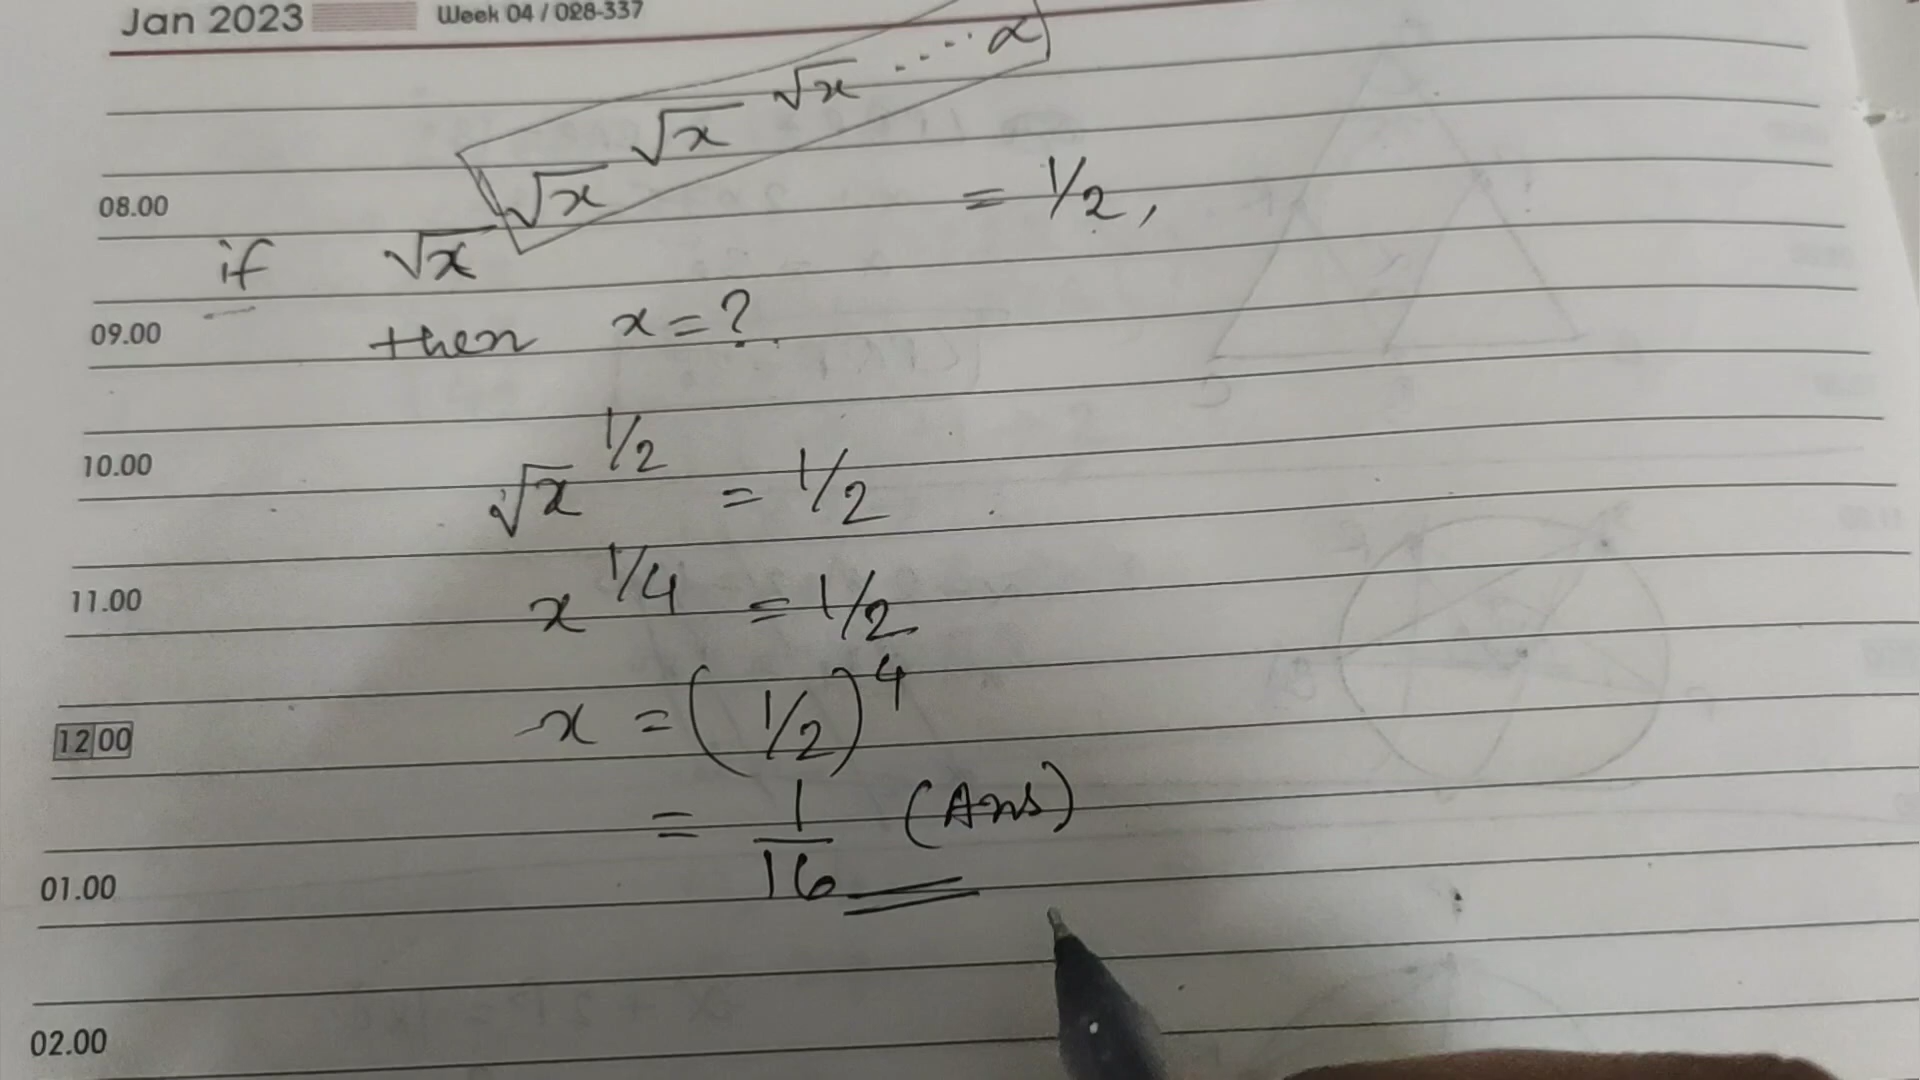 Jan 2023 Week 04 / 028-337
if √x^√x^√x^√x^....∝ = 1/2,
then x = ?
√x^1/2 = 1/2
x^1/4 = 1/2
x = (1/2)^4
= 1/16 (Ans)
08.00
09.00
10.00
11.00
12 00
01.00
02.00